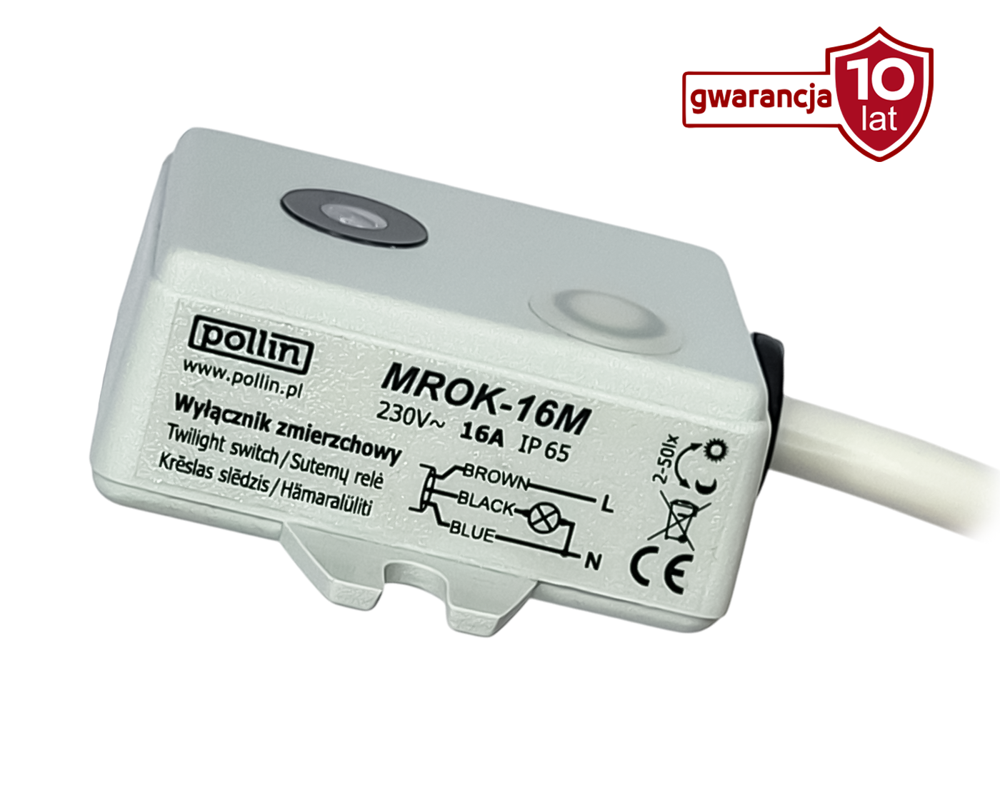 gwarancja
10
lat
pollin
www.pollin.pl
Wyłącznik zmierzchowy
Twilight switch/Sutemų relė
Krēslas slēdzis/Hämaralüliti
MROK-16M
230V~ 16A IP 65
BROWN L
BLACK
BLUE N
2-50lx
CE